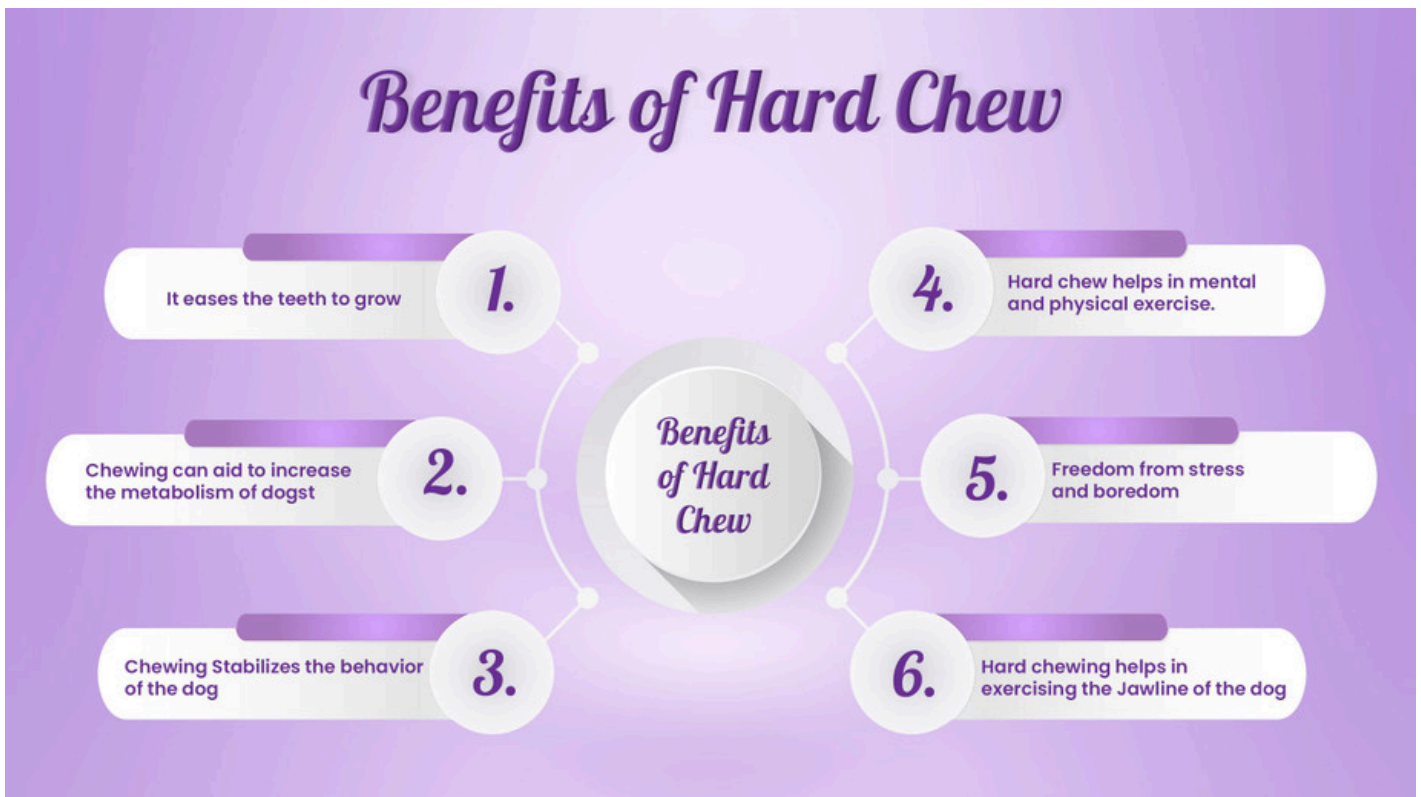 Benefits of Hard Chew
1.
It eases the teeth to grow
2.
Chewing can aid to increase
the metabolism of dogst
3.
Chewing Stabilizes the behavior
of the dog
Benefits
of Hard
Chew
4.
Hard chew helps in mental
and physical exercise.
5.
Freedom from stress
and boredom
6.
Hard chewing helps in
exercising the Jawline of the dog